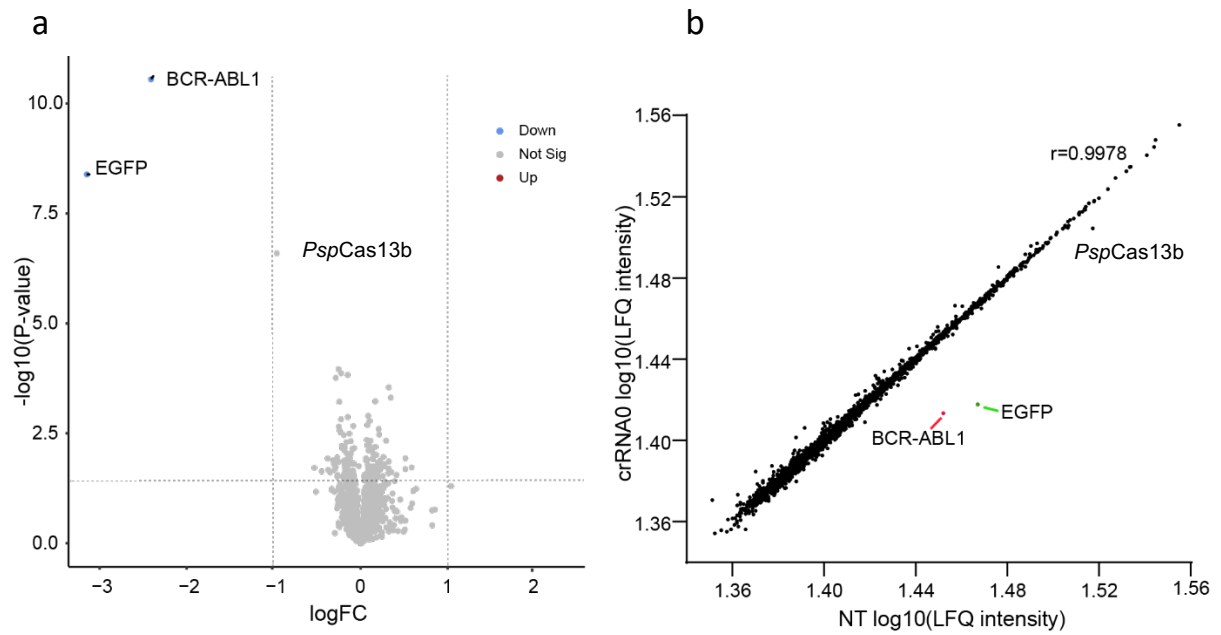 a
10.0
7.5
5.0
2.5
0.0
-log10(P-value)
−3
−2
−1
0
1
2
logFC
BCR-ABL1
EGFP
PspCas13b
Down
Not Sig
Up
b
1.56
1.52
1.48
1.44
1.40
1.36
crRNA0 log10(LFQ intensity)
r=0.9978
PspCas13b
EGFP
BCR-ABL1
1.36
1.40
1.44
1.48
1.52
1.56
NT log10(LFQ intensity)